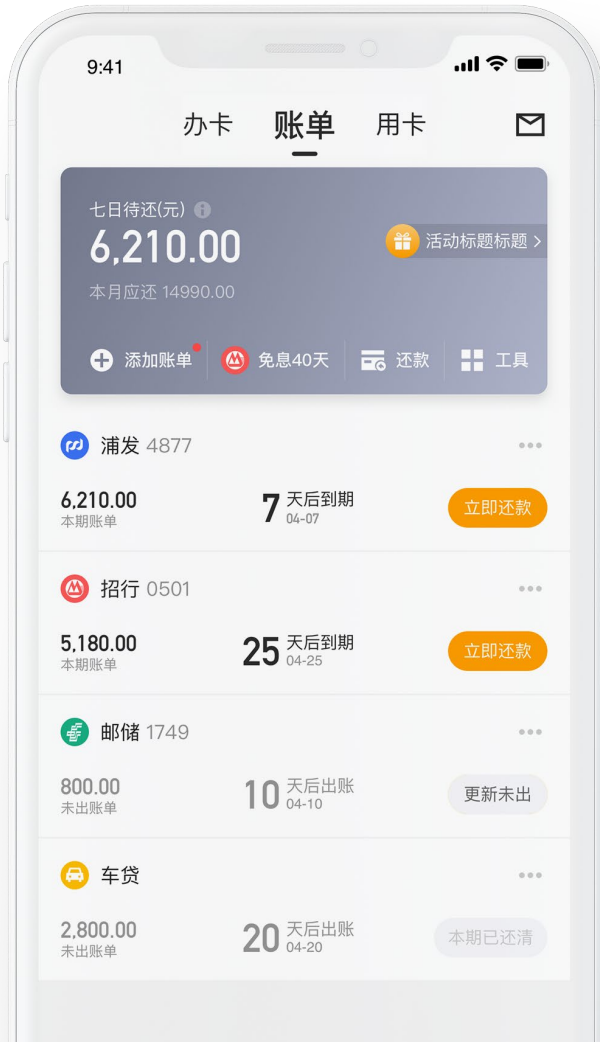 9:41
办卡 账单 用卡
七日待还(元)
6,210.00
活动标题标题
本月应还 14990.00
添加账单 免息40天 还款 工具
浦发 4877
6,210.00 7 天后到期 立即还款
本期账单 04-07
招行 0501
5,180.00 25 天后到期 立即还款
本期账单 04-25
邮储 1749
800.00 10 天后出账 更新未出
未出账单 04-10
车贷
2,800.00 20 天后出账 本期已还清
未出账单 04-20